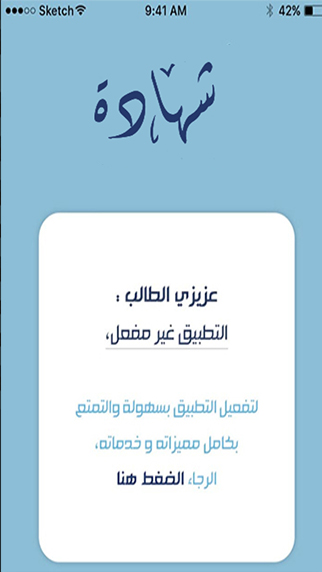 Sketch 9:41 AM 42%
شهادة
عزيزي الطالب :
التطبيق غير مفعل،
لتفعيل التطبيق بسهولة والتمتع
بكامل مميزاته و خدماته،
الرجاء الضغط هنا